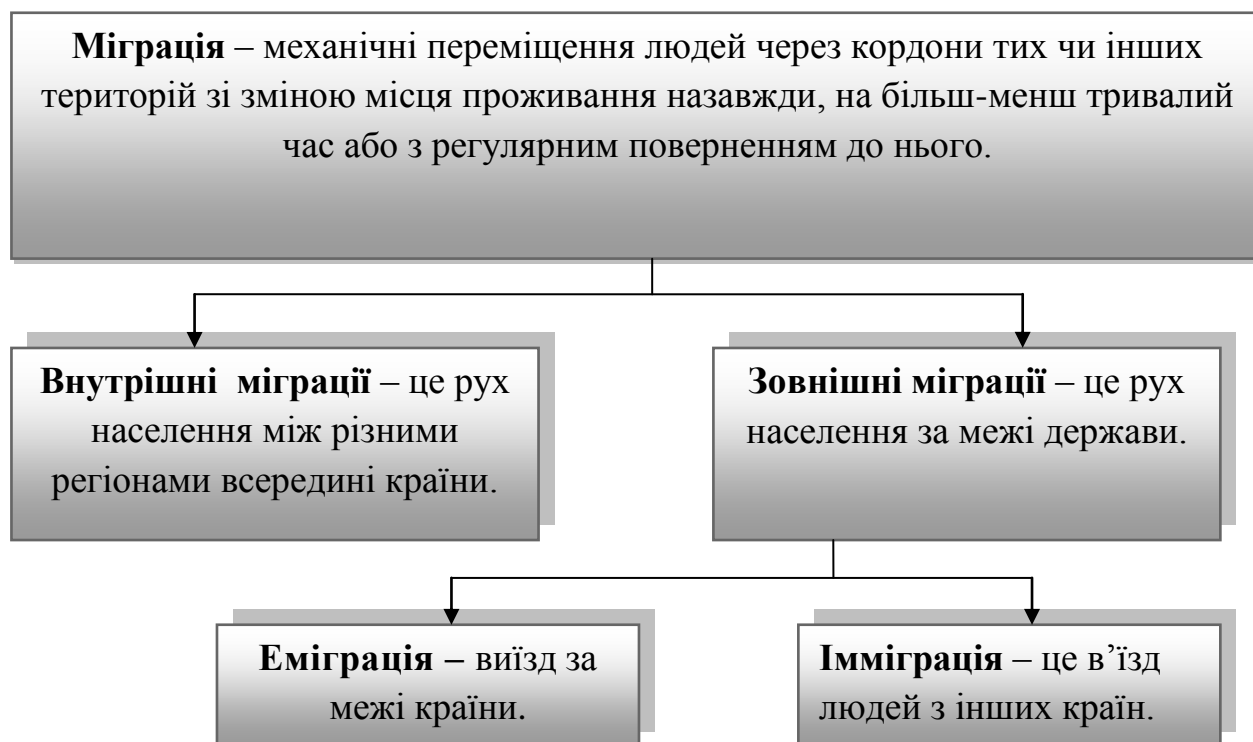 Міграція – механічні переміщення людей через кордони тих чи інших
територій зі зміною місця проживання назавжди, на більш-менш тривалий
час або з регулярним поверненням до нього.
Внутрішні міграції – це рух
населення між різними
регіонами всередині країни.
Зовнішні міграції – це рух
населення за межі держави.
Еміграція – виїзд за
межі країни.
Імміграція – це в’їзд
людей з інших країн.